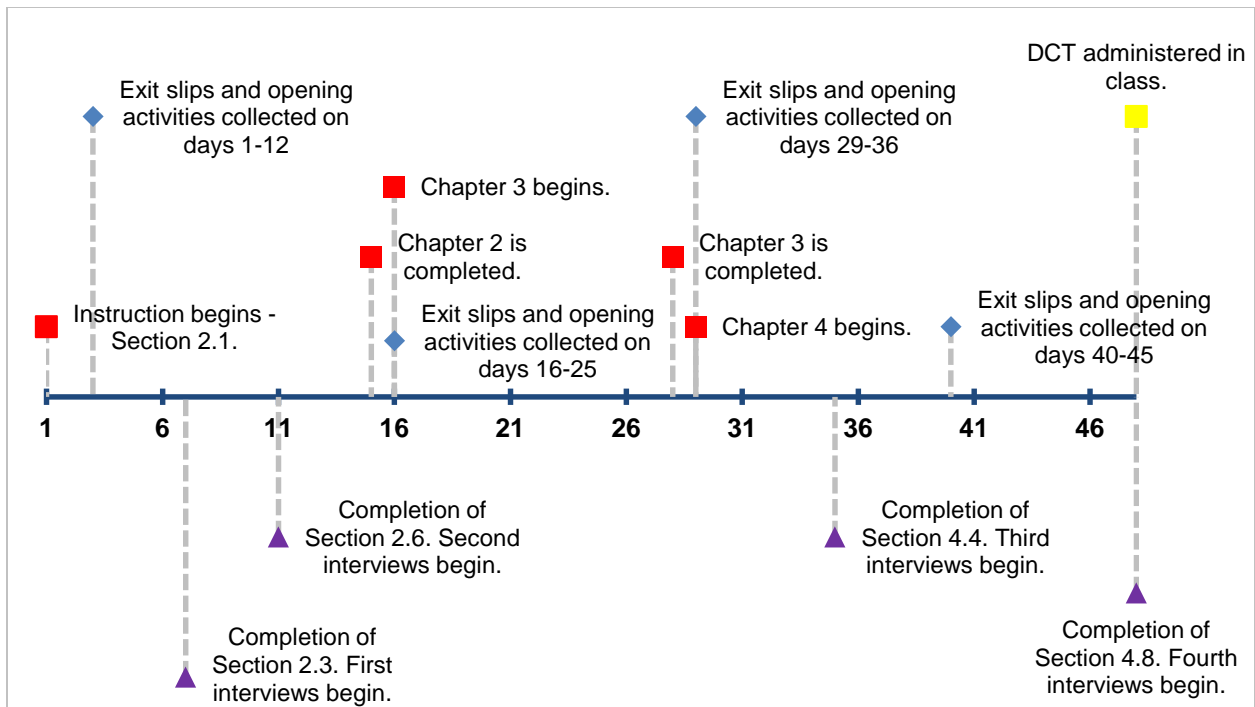 DCT administered in
class.
Exit slips and opening
activities collected on
days 1-12
Exit slips and opening
activities collected on
days 29-36
Chapter 3 begins.
Chapter 2 is
completed.
Chapter 3 is
completed.
Instruction begins -
Section 2.1.
Exit slips and opening
activities collected on
days 16-25
Chapter 4 begins.
Exit slips and opening
activities collected on
days 40-45
1 6 11 16 21 26 31 36 41 46
Completion of
Section 2.6. Second
interviews begin.
Completion of
Section 4.4. Third
interviews begin.
Completion of
Section 2.3. First
interviews begin.
Completion of
Section 4.8. Fourth
interviews begin.